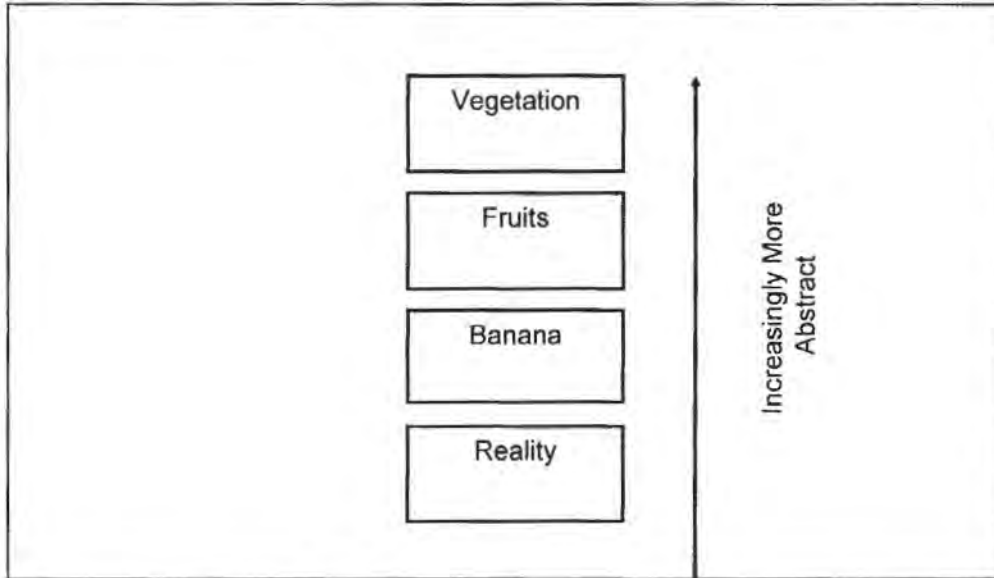 Vegetation
Fruits
Banana
Reality
Increasingly More
Abstract